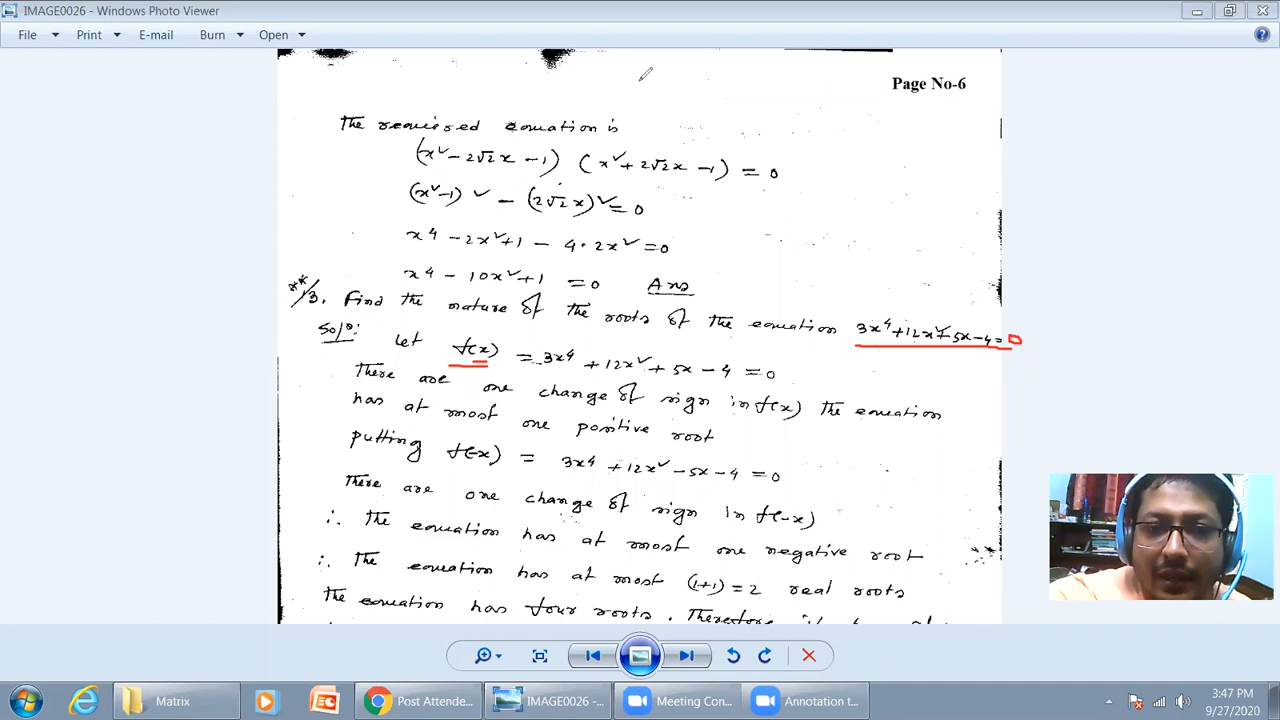 IMAGE0026 - Windows Photo Viewer
File Print E-mail Burn Open
Page No-6
The required equation is
(x² - 2√2x - 1) (x² + 2√2x - 1) = 0
(x² - 1)² - (2√2x)² = 0
x⁴ - 2x² + 1 - 4·2x² = 0
x⁴ - 10x² + 1 = 0 Ans
**/3. Find the nature of the roots of the equation 3x⁴ + 12x² + 5x - 4 = 0
Solⁿ: Let f(x) = 3x⁴ + 12x² + 5x - 4 = 0
There are one change of sign in f(x) the equation
has at most one positive root
putting f(-x) = 3x⁴ + 12x² - 5x - 4 = 0
There are one change of sign in f(-x)
∴ The equation has at most one negative root
∴ The equation has at most (1+1) = 2 real roots
The equation has four roots. Therefore
Matrix
Post Attende...
IMAGE0026 -...
Meeting Con...
Annotation t...
3:47 PM
9/27/2020